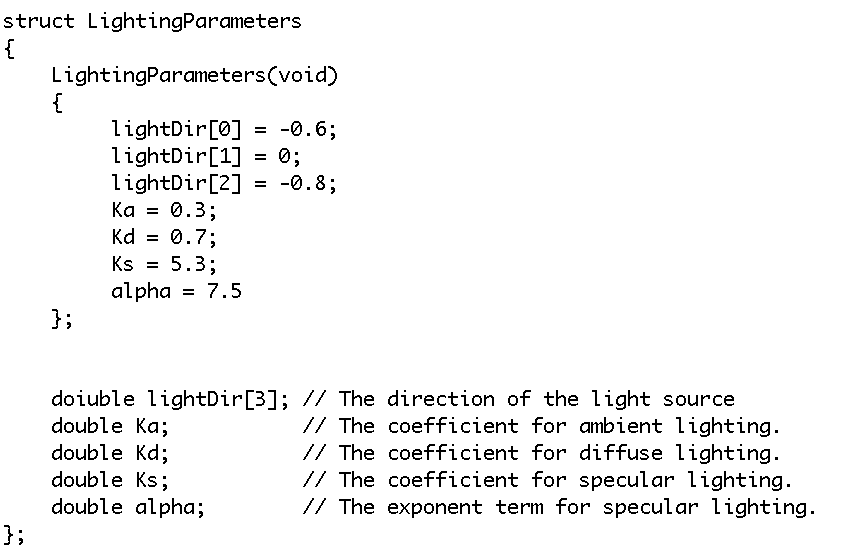 struct LightingParameters
{
    LightingParameters(void)
    {
         lightDir[0] = -0.6;
         lightDir[1] = 0;
         lightDir[2] = -0.8;
         Ka = 0.3;
         Kd = 0.7;
         Ks = 5.3;
         alpha = 7.5
    };
    doiuble lightDir[3]; // The direction of the light source
    double Ka;           // The coefficient for ambient lighting.
    double Kd;           // The coefficient for diffuse lighting.
    double Ks;           // The coefficient for specular lighting.
    double alpha;        // The exponent term for specular lighting.
};